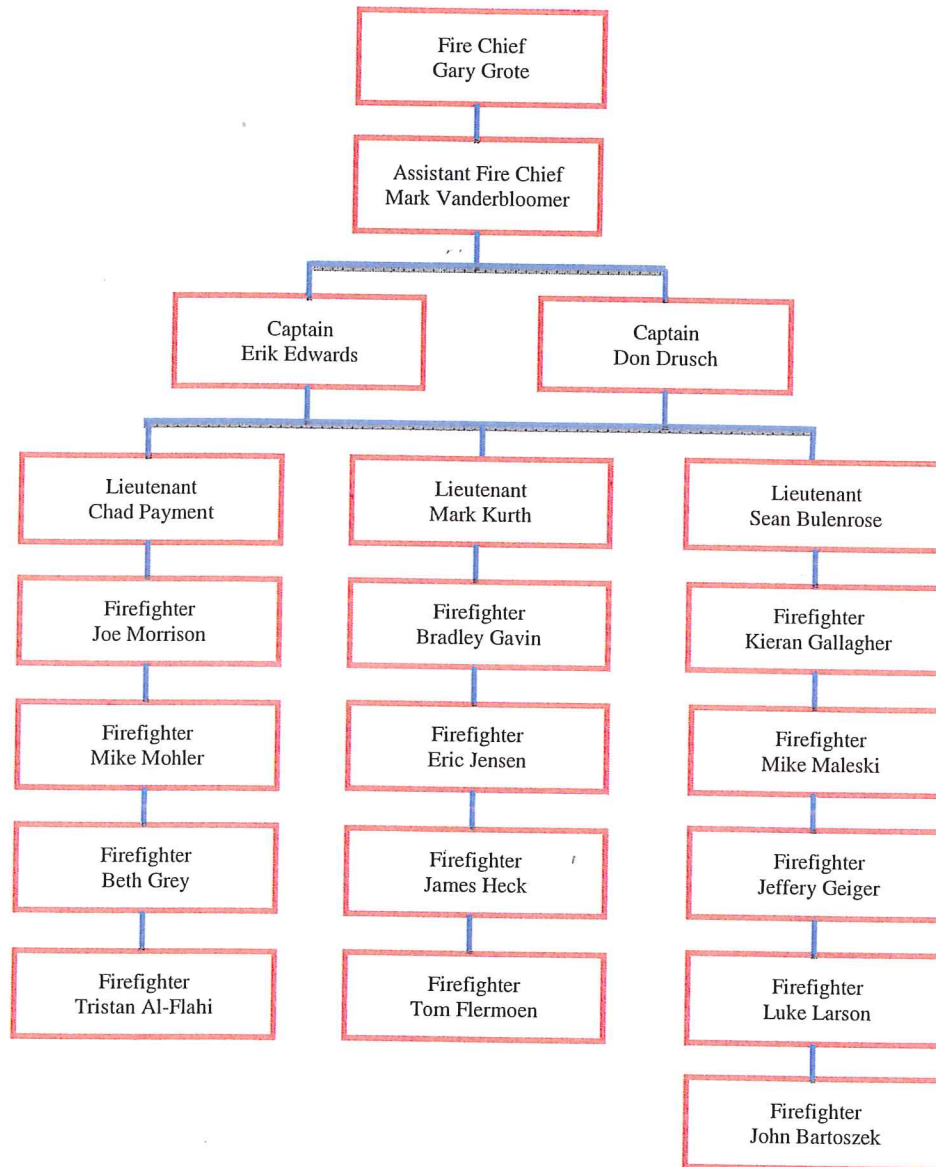 Fire Chief
Gary Grote
Assistant Fire Chief
Mark Vanderbloomer
Captain
Erik Edwards
Captain
Don Drusch
Lieutenant
Chad Payment
Lieutenant
Mark Kurth
Lieutenant
Sean Bulenrose
Firefighter
Joe Morrison
Firefighter
Bradley Gavin
Firefighter
Kieran Gallagher
Firefighter
Mike Mohler
Firefighter
Eric Jensen
Firefighter
Mike Maleski
Firefighter
Beth Grey
Firefighter
James Heck
Firefighter
Jeffery Geiger
Firefighter
Tristan Al-Flahi
Firefighter
Tom Flermoen
Firefighter
Luke Larson
Firefighter
John Bartoszek